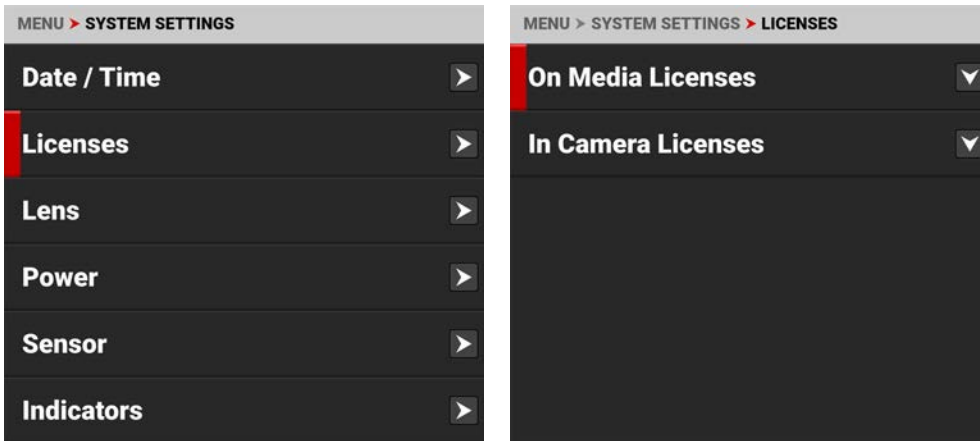 MENU > SYSTEM SETTINGS
Date / Time
Licenses
Lens
Power
Sensor
Indicators
MENU > SYSTEM SETTINGS > LICENSES
On Media Licenses
In Camera Licenses